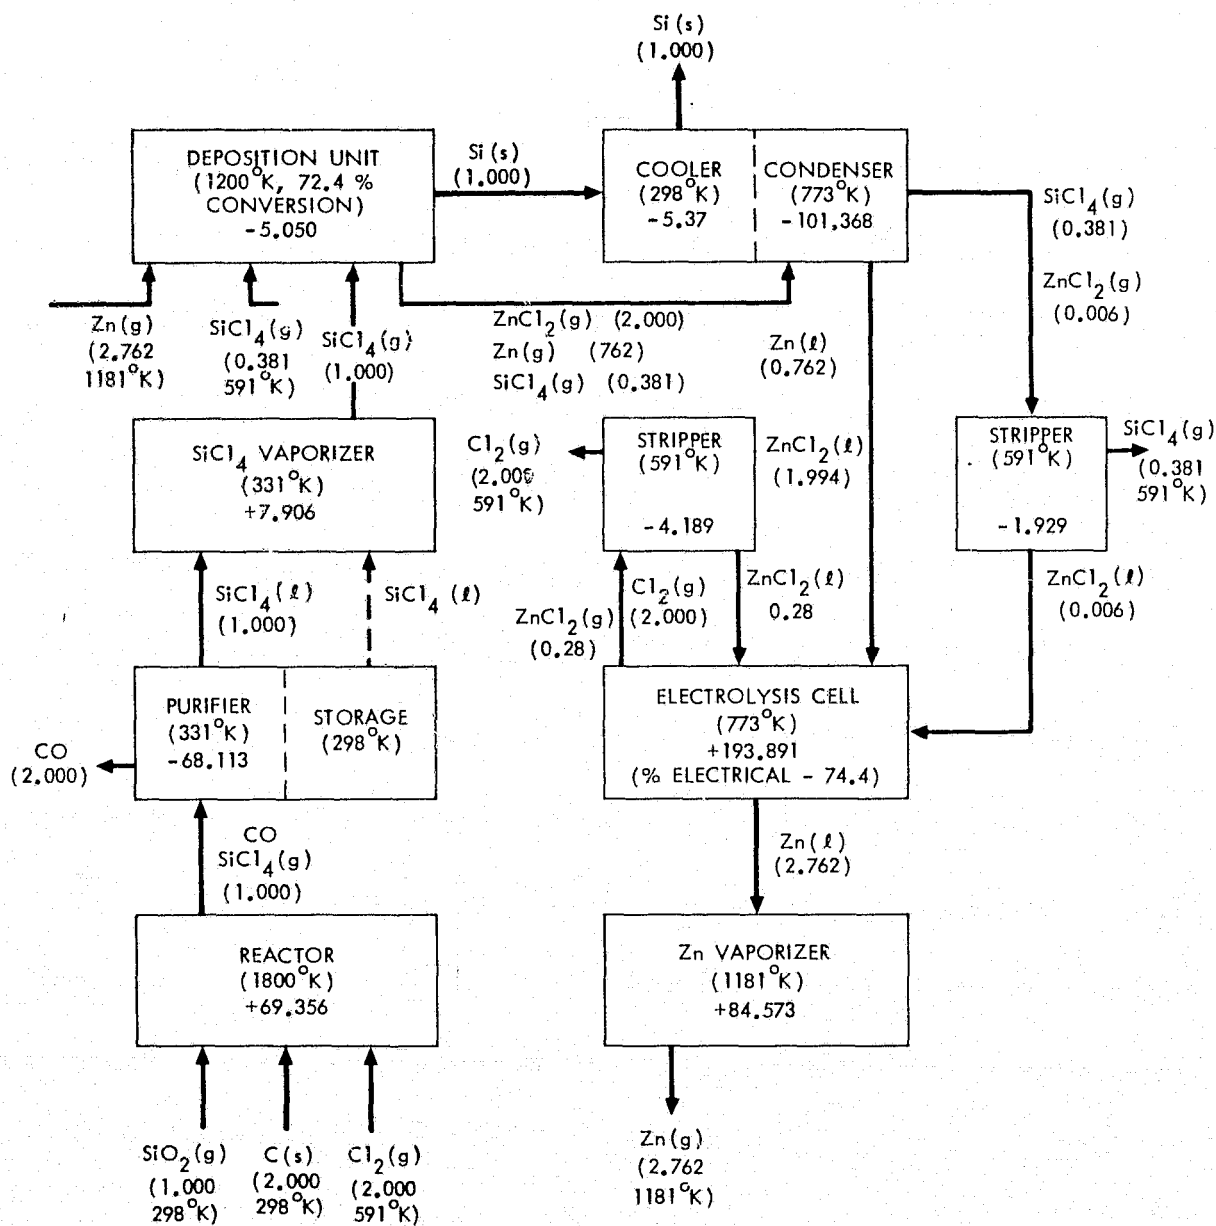 Si(s)
(1.000)
DEPOSITION UNIT
(1200°K, 72.4 %
CONVERSION)
-5.050
Si(s)
(1.000)
COOLER
(298°K)
-5.37
CONDENSER
(773°K)
-101,368
SiCl4(g)
(0.381)
ZnCl2(g)
(0.006)
Zn(g)
(2.762
1181°K)
SiCl4(g)
(0.381
591°K)
SiCl4(g)
(1.000)
ZnCl2(g) (2.000)
Zn(g) (762)
SiCl4(g) (0.381)
Zn(ℓ)
(0.762)
ZnCl2(ℓ)
(1.994)
SiCl4 VAPORIZER
(331°K)
+7.906
Cl2(g)
(2.000
591°K)
STRIPPER
(591°K)
-4.189
STRIPPER
(591°K)
-1.929
SiCl4(g)
(0.381
591°K)
SiCl4(ℓ)
(1.000)
SiCl4 (ℓ)
ZnCl2(g)
(0.28)
Cl2(g)
(2.000)
ZnCl2(ℓ)
0.28
ZnCl2(ℓ)
(0.006)
PURIFIER
(331°K)
-68.113
STORAGE
(298°K)
CO
(2.000)
ELECTROLYSIS CELL
(773°K)
+193.891
(% ELECTRICAL - 74.4)
CO
SiCl4(g)
(1.000)
Zn(ℓ)
(2.762)
REACTOR
(1800°K)
+69.356
Zn VAPORIZER
(1181°K)
+84.573
SiO2(g)
(1.000
298°K)
C(s)
(2.000
298°K)
Cl2(g)
(2.000
591°K)
Zn(g)
(2.762
1181°K)